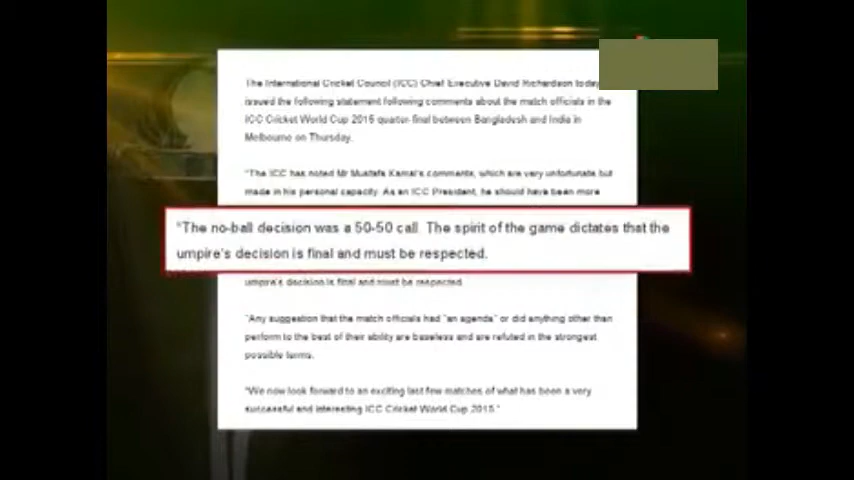 The International Cricket Council (ICC) Chief Executive David Richardson today
issued the following statement following comments about the match officials in the
ICC Cricket World Cup 2015 quarter-final between Bangladesh and India in
Melbourne on Thursday.
"The ICC has noted Mr Mustafa Kamal's comments, which are very unfortunate but
made in his personal capacity. As an ICC President, he should have been more
"The no-ball decision was a 50-50 call. The spirit of the game dictates that the
umpire's decision is final and must be respected.
umpire's decision is final and must be respected.
"Any suggestion that the match officials had "an agenda" or did anything other than
perform to the best of their ability are baseless and are refuted in the strongest
possible terms.
"We now look forward to an exciting last few matches of what has been a very
successful and interesting ICC Cricket World Cup 2015."